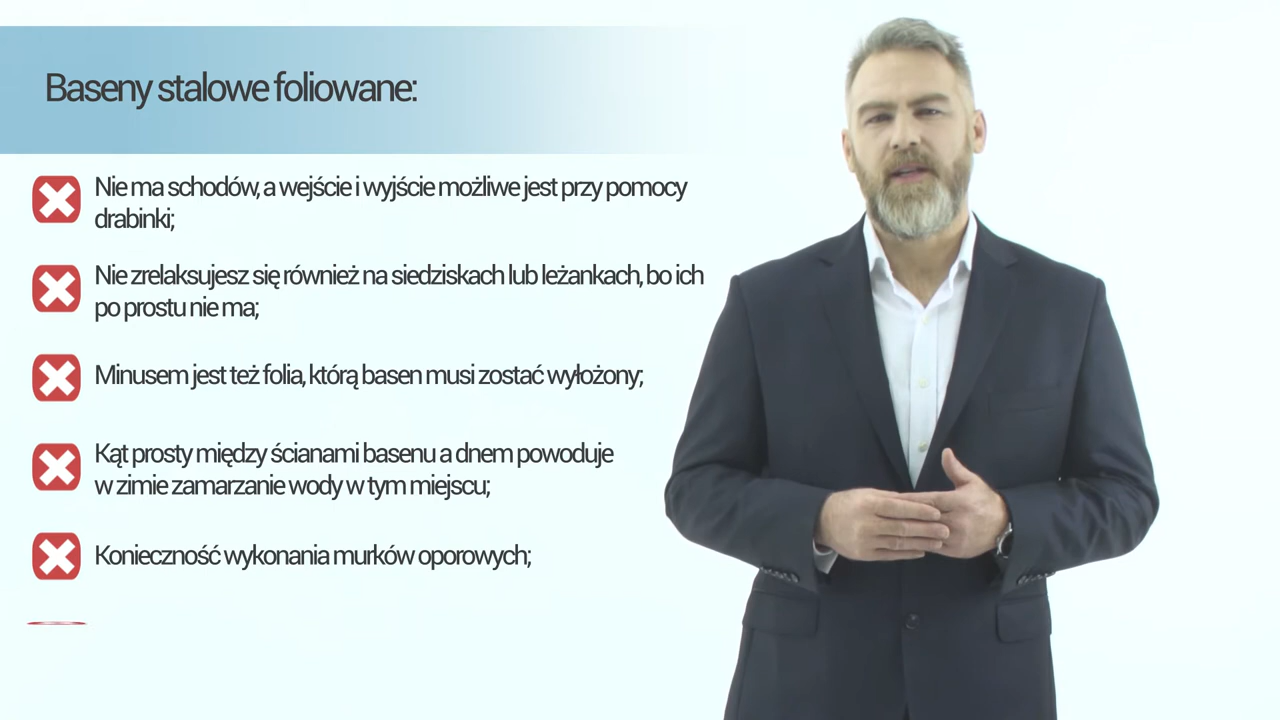 Baseny stalowe foliowane:
Nie ma schodów, a wejście i wyjście możliwe jest przy pomocy
drabinki;
Nie zrelaksujesz się również na siedziskach lub leżankach, bo ich
po prostu nie ma;
Minusem jest też folia, którą basen musi zostać wyłożony;
Kąt prosty między ścianami basenu a dnem powoduje
w zimie zamarzanie wody w tym miejscu;
Konieczność wykonania murków oporowych;